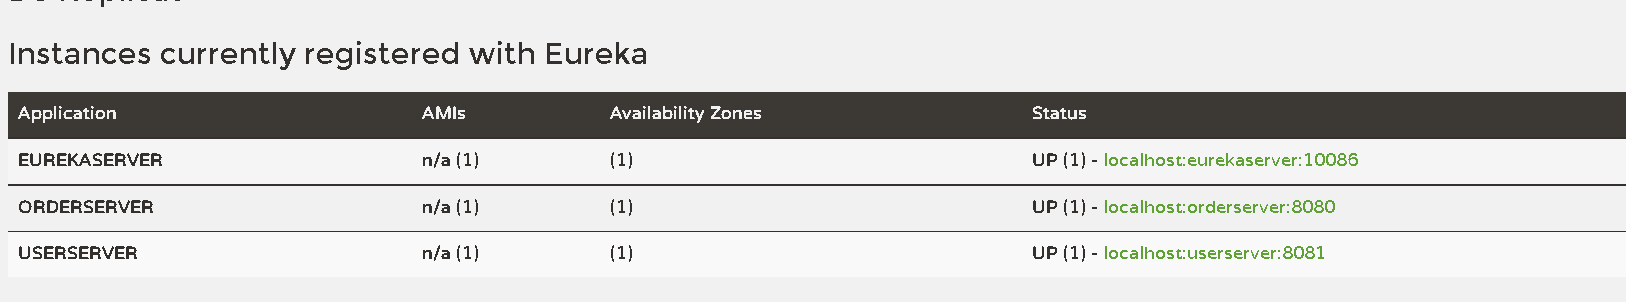 Instances currently registered with Eureka
Application AMIs Availability Zones Status
EUREKASERVER n/a (1) (1) UP (1) - localhost:eurekaserver:10086
ORDERSERVER n/a (1) (1) UP (1) - localhost:orderserver:8080
USERSERVER n/a (1) (1) UP (1) - localhost:userserver:8081